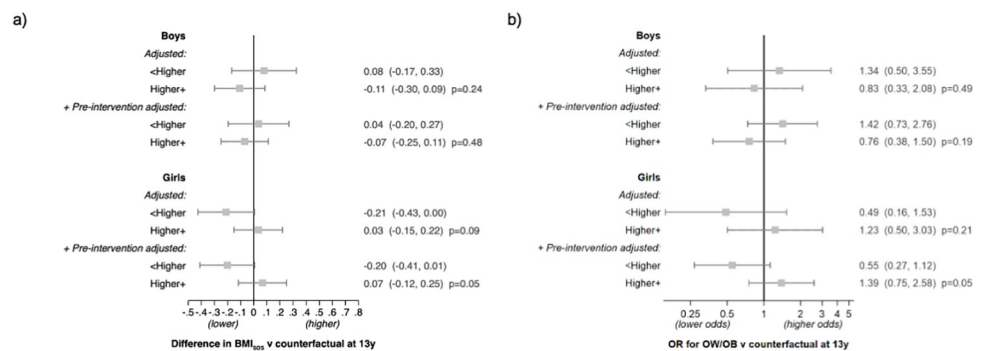 a)
Boys
Adjusted:
<Higher 0.08 (-0.17, 0.33)
Higher+ -0.11 (-0.30, 0.09) p=0.24
+ Pre-intervention adjusted:
<Higher 0.04 (-0.20, 0.27)
Higher+ -0.07 (-0.25, 0.11) p=0.48
Girls
Adjusted:
<Higher -0.21 (-0.43, 0.00)
Higher+ 0.03 (-0.15, 0.22) p=0.09
+ Pre-intervention adjusted:
<Higher -0.20 (-0.41, 0.01)
Higher+ 0.07 (-0.12, 0.25) p=0.05
-.5 -.4 -.3 -.2 -.1 0 .1 .2 .3 .4 .5 .6 .7 .8
(lower) (higher)
Difference in BMISDS v counterfactual at 13y
b)
Boys
Adjusted:
<Higher 1.34 (0.50, 3.55)
Higher+ 0.83 (0.33, 2.08) p=0.49
+ Pre-intervention adjusted:
<Higher 1.42 (0.73, 2.76)
Higher+ 0.76 (0.38, 1.50) p=0.19
Girls
Adjusted:
<Higher 0.49 (0.16, 1.53)
Higher+ 1.23 (0.50, 3.03) p=0.21
+ Pre-intervention adjusted:
<Higher 0.55 (0.27, 1.12)
Higher+ 1.39 (0.75, 2.58) p=0.05
0.25 0.5 1 2 3 4 5
(lower odds) (higher odds)
OR for OW/OB v counterfactual at 13y